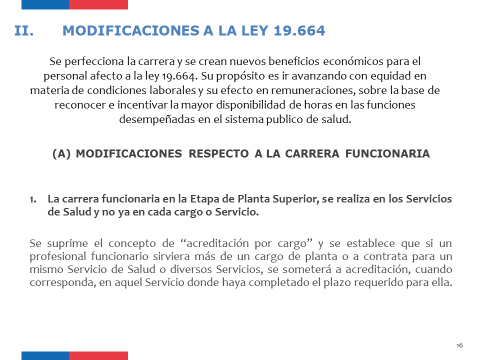 II. MODIFICACIONES A LA LEY 19.664
Se perfecciona la carrera y se crean nuevos beneficios económicos para el
personal afecto a la ley 19.664. Su propósito es ir avanzando con equidad en
materia de condiciones laborales y su efecto en remuneraciones, sobre la base de
reconocer e incentivar la mayor disponibilidad de horas en las funciones
desempeñadas en el sistema publico de salud.
(A) MODIFICACIONES RESPECTO A LA CARRERA FUNCIONARIA
1. La carrera funcionaria en la Etapa de Planta Superior, se realiza en los Servicios
de Salud y no ya en cada cargo o Servicio.
Se suprime el concepto de “acreditación por cargo” y se establece que si un
profesional funcionario sirviera más de un cargo de planta o a contrata para un
mismo Servicio de Salud o diversos Servicios, se someterá a acreditación, cuando
corresponda, en aquel Servicio donde haya completado el plazo requerido para ella.
16